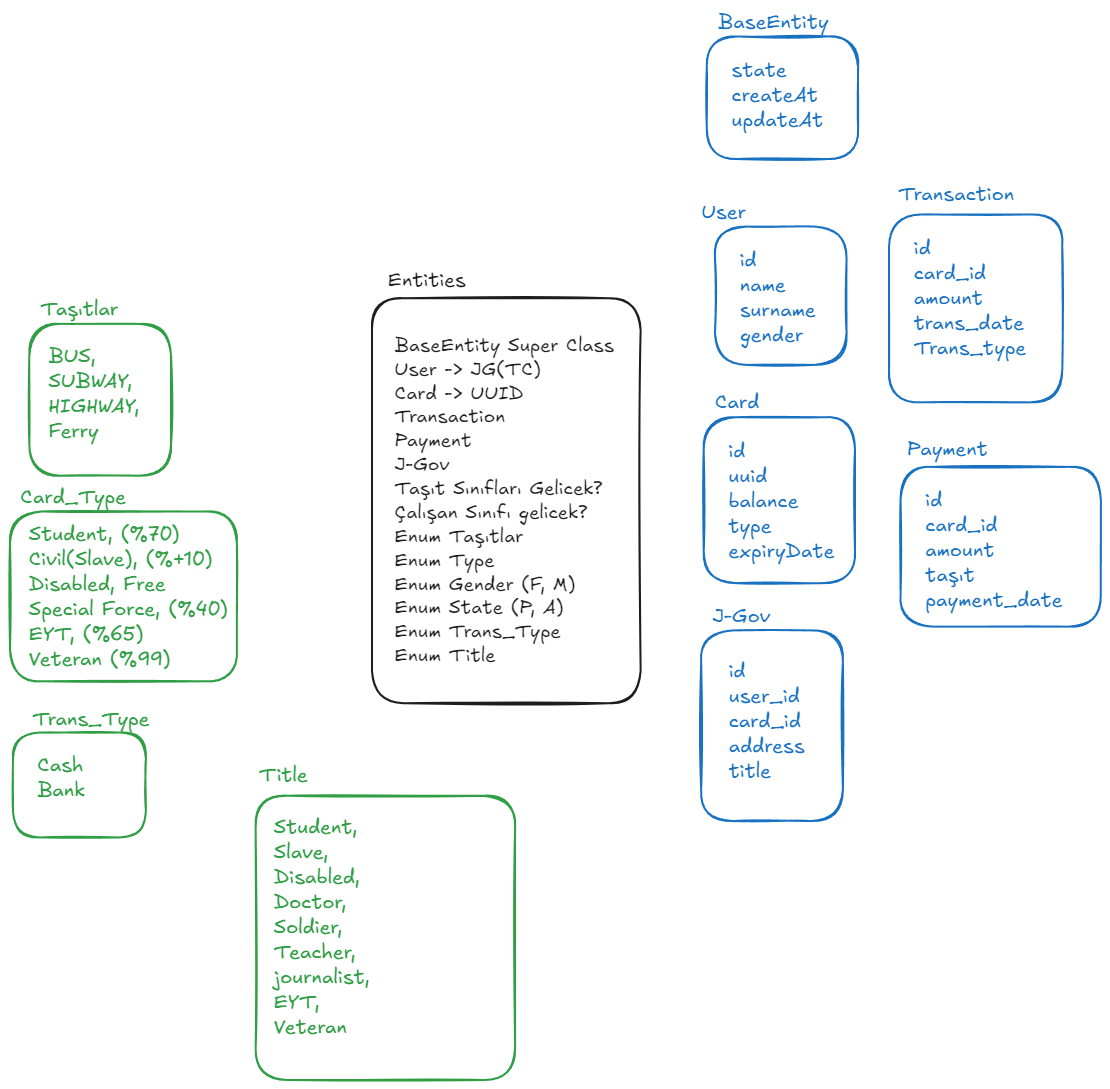 BaseEntity
state
createAt
updateAt
User
id
name
surname
gender
Transaction
id
card_id
amount
trans_date
Trans_type
Card
id
uuid
balance
type
expiryDate
Payment
id
card_id
amount
taşıt
payment_date
J-Gov
id
user_id
card_id
address
title
Entities
BaseEntity Super Class
User -> JG(TC)
Card -> UUID
Transaction
Payment
J-Gov
Taşıt Sınıfları Gelicek?
Çalışan Sınıfı gelicek?
Enum Taşıtlar
Enum Type
Enum Gender (F, M)
Enum State (P, A)
Enum Trans_Type
Enum Title
Taşıtlar
BUS,
SUBWAY,
HIGHWAY,
Ferry
Card_Type
Student, (%70)
Civil(Slave), (%+10)
Disabled, Free
Special Force, (%40)
EYT, (%65)
Veteran (%99)
Trans_Type
Cash
Bank
Title
Student,
Slave,
Disabled,
Doctor,
Soldier,
Teacher,
journalist,
EYT,
Veteran